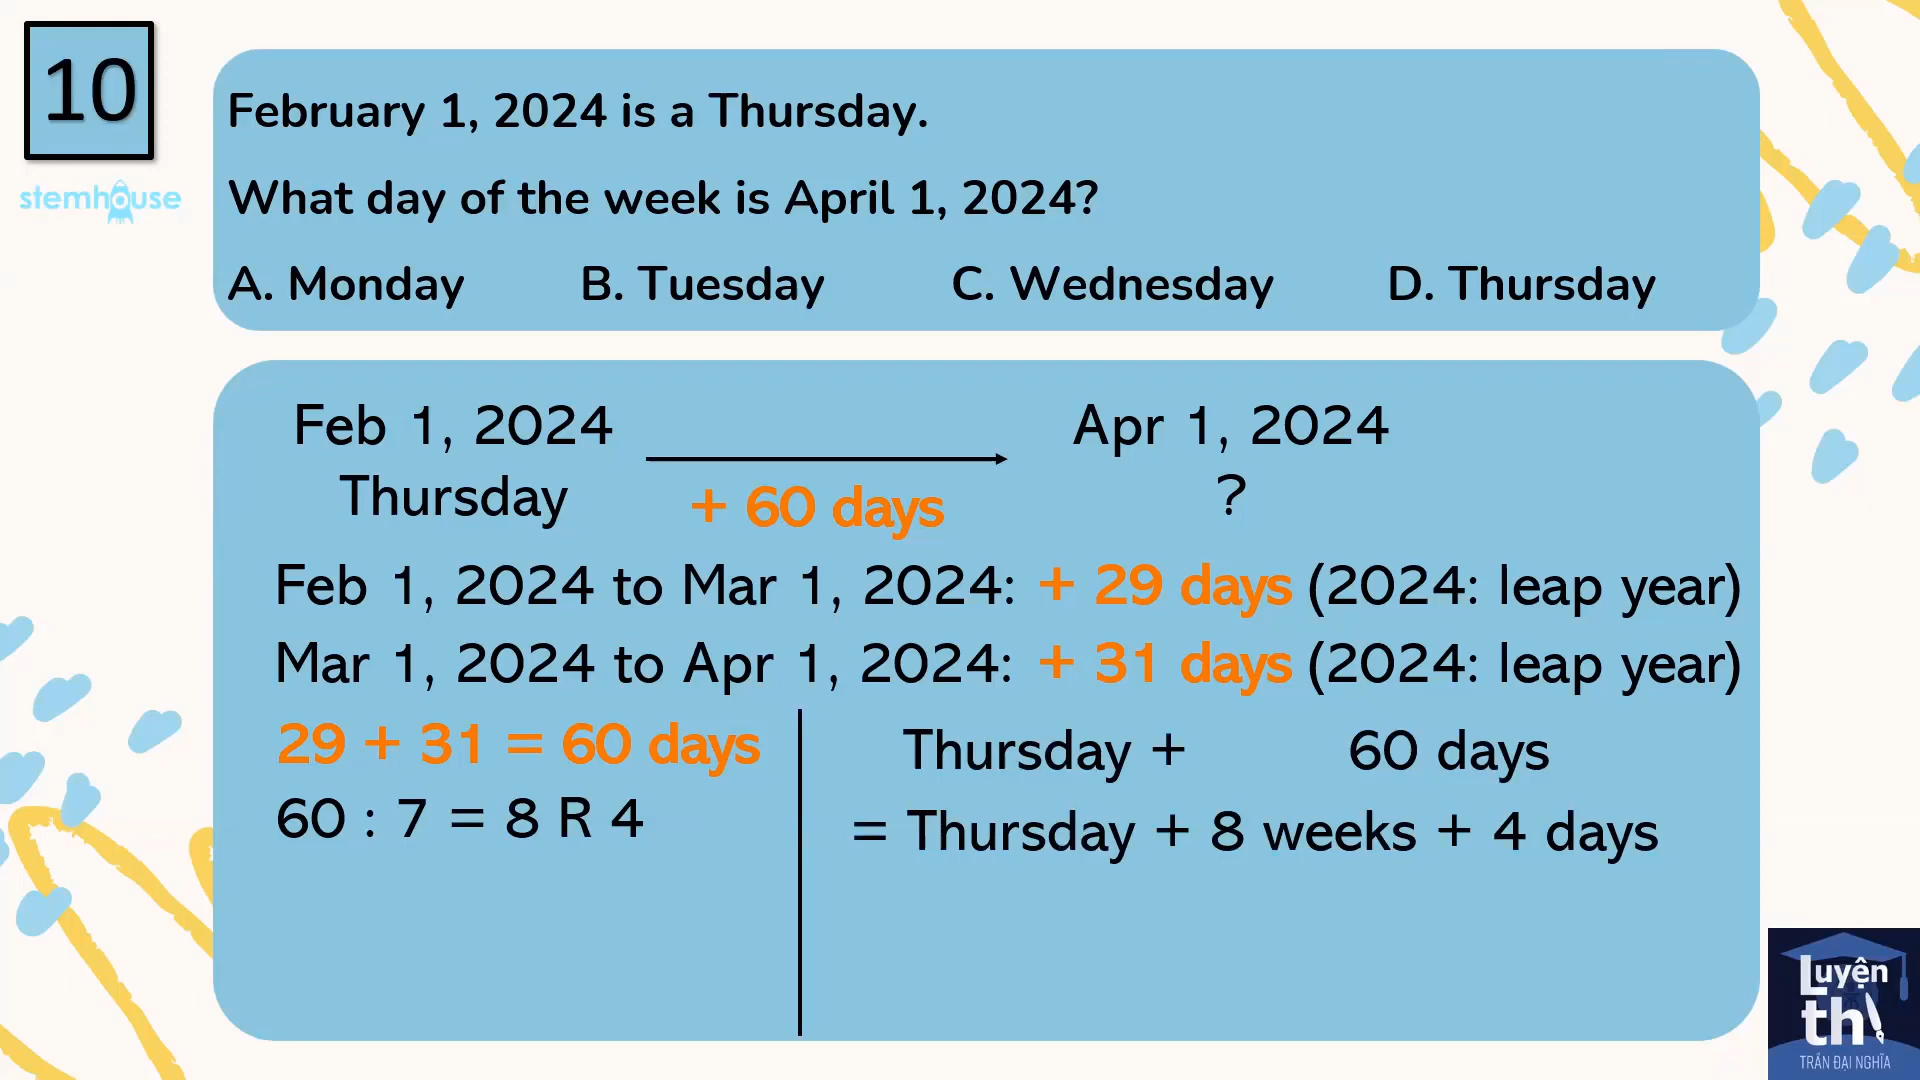 10
stemhouse
February 1, 2024 is a Thursday.
What day of the week is April 1, 2024?
A. Monday B. Tuesday C. Wednesday D. Thursday
Feb 1, 2024 Apr 1, 2024
Thursday + 60 days ?
Feb 1, 2024 to Mar 1, 2024: + 29 days (2024: leap year)
Mar 1, 2024 to Apr 1, 2024: + 31 days (2024: leap year)
29 + 31 = 60 days
60 : 7 = 8 R 4
Thursday + 60 days
= Thursday + 8 weeks + 4 days
Luyện
thi
TRẦN ĐẠI NGHĨA